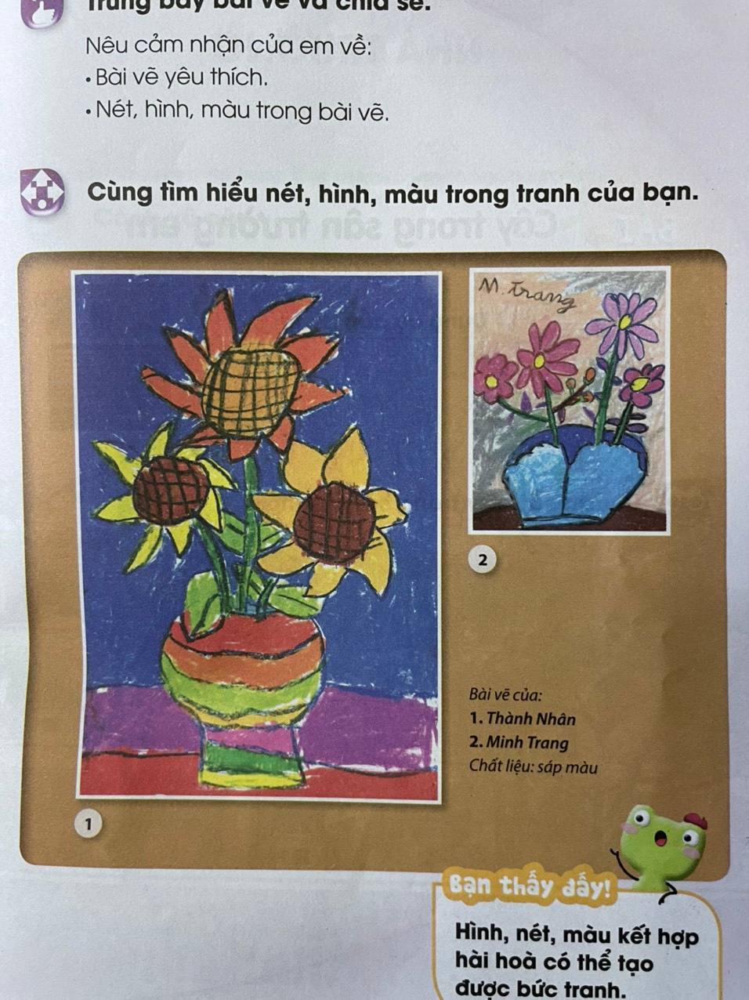 Trưng bày bài vẽ và chia sẻ.
Nêu cảm nhận của em về:
• Bài vẽ yêu thích.
• Nét, hình, màu trong bài vẽ.
Cùng tìm hiểu nét, hình, màu trong tranh của bạn.
M. Trang
2
Bài vẽ của:
1. Thành Nhân
2. Minh Trang
Chất liệu: sáp màu
1
Bạn thấy đấy!
Hình, nét, màu kết hợp
hài hoà có thể tạo
được bức tranh.